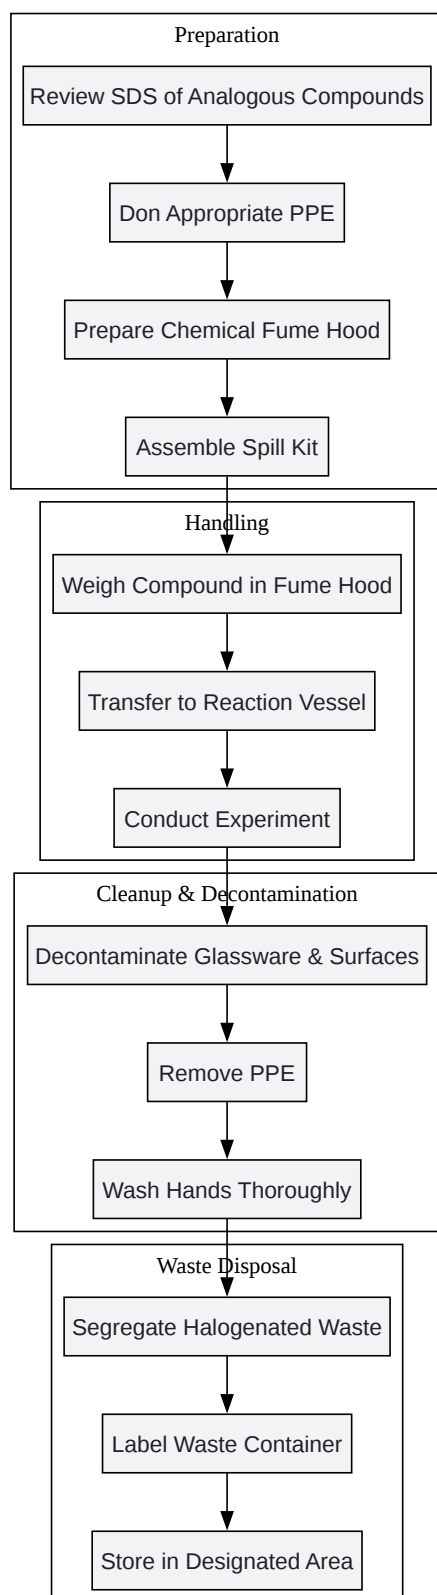 Preparation
Review SDS of Analogous Compounds
Don Appropriate PPE
Prepare Chemical Fume Hood
Assemble Spill Kit
Handling
Weigh Compound in Fume Hood
Transfer to Reaction Vessel
Conduct Experiment
Cleanup & Decontamination
Decontaminate Glassware & Surfaces
Remove PPE
Wash Hands Thoroughly
Waste Disposal
Segregate Halogenated Waste
Label Waste Container
Store in Designated Area